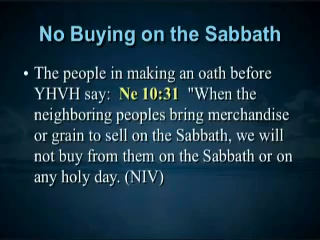 No Buying on the Sabbath
• The people in making an oath before
YHVH say: Ne 10:31 "When the
neighboring peoples bring merchandise
or grain to sell on the Sabbath, we will
not buy from them on the Sabbath or on
any holy day. (NIV)